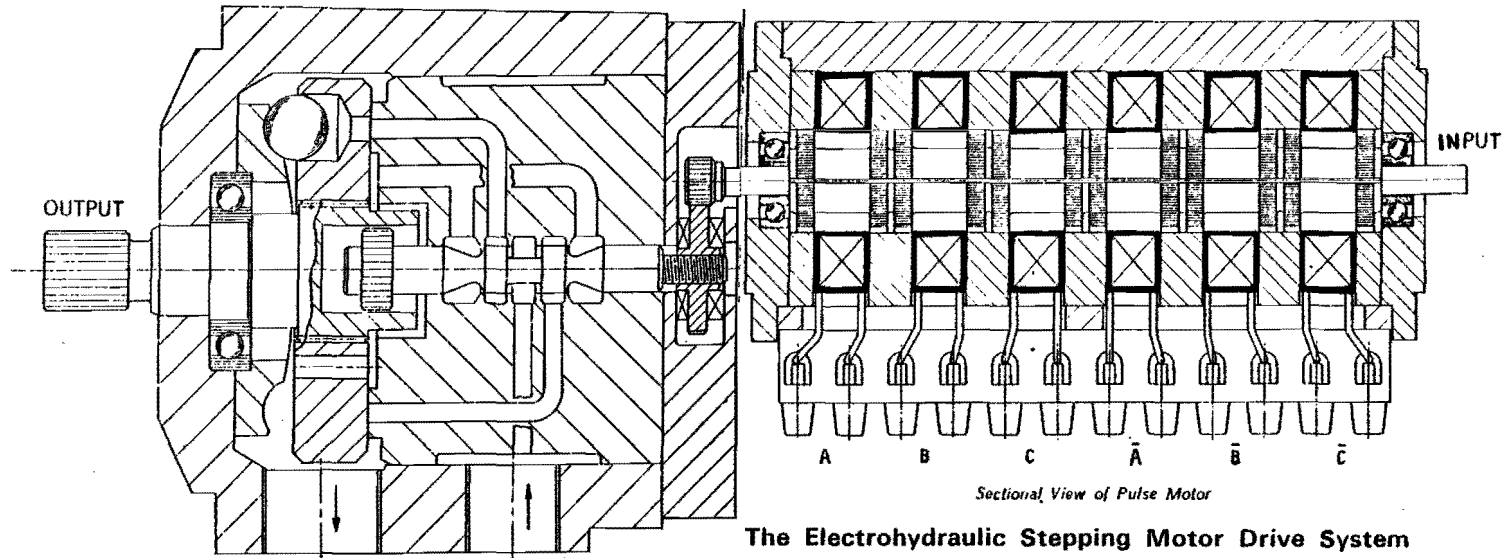 OUTPUT
INPUT
A B C Ā B̄ C̄
Sectional View of Pulse Motor
The Electrohydraulic Stepping Motor Drive System